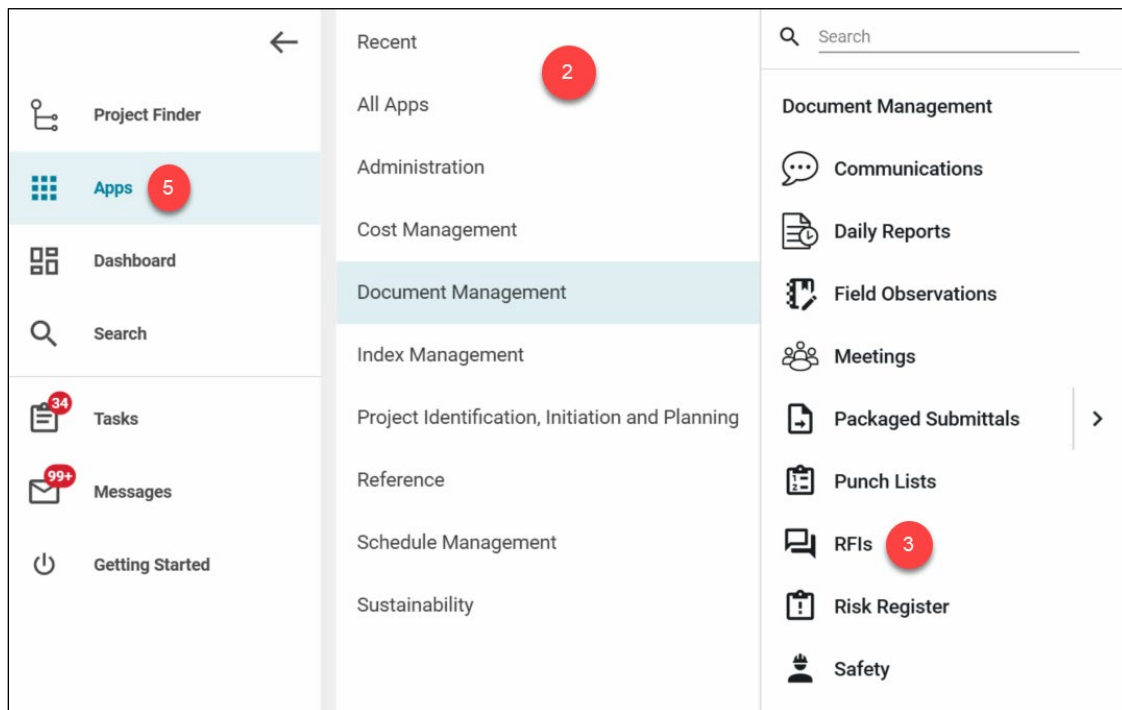 Project Finder
Apps 5
Dashboard
Search
34
Tasks
99+
Messages
Getting Started
Recent
2
All Apps
Administration
Cost Management
Document Management
Index Management
Project Identification, Initiation and Planning
Reference
Schedule Management
Sustainability
Search
Document Management
Communications
Daily Reports
Field Observations
Meetings
Packaged Submittals
Punch Lists
RFIs 3
Risk Register
Safety